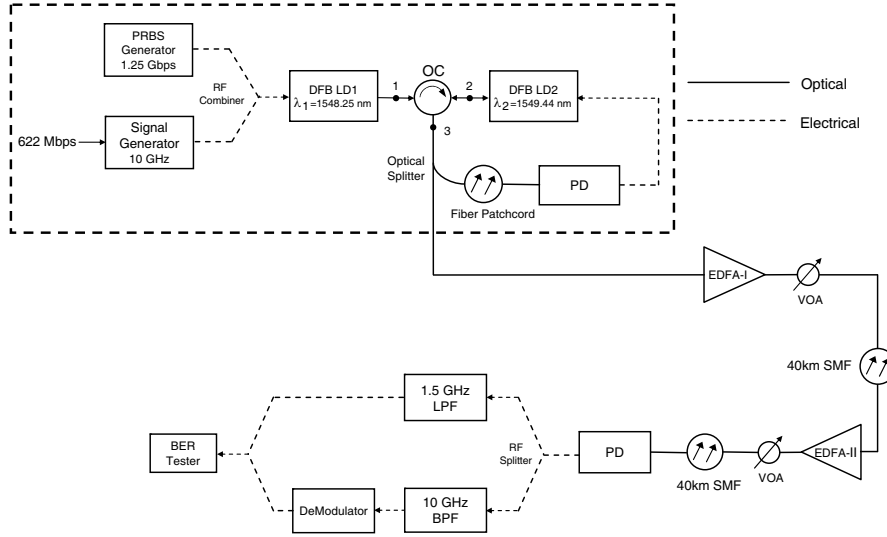 PRBS
Generator
1.25 Gbps
RF
Combiner
622 Mbps
Signal
Generator
10 GHz
DFB LD1
λ1=1548.25 nm
1
OC
2
3
DFB LD2
λ2=1549.44 nm
Optical
Electrical
Optical
Splitter
Fiber Patchcord
PD
EDFA-I
VOA
40km SMF
EDFA-II
VOA
40km SMF
PD
RF
Splitter
1.5 GHz
LPF
10 GHz
BPF
DeModulator
BER
Tester